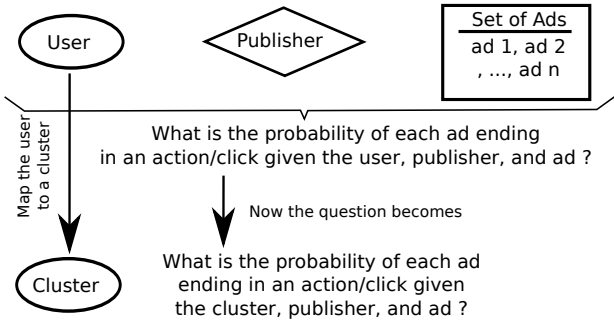 User
Publisher
Set of Ads
ad 1, ad 2
, ..., ad n
What is the probability of each ad ending
in an action/click given the user, publisher, and ad ?
Map the user
to a cluster
Now the question becomes
Cluster
What is the probability of each ad
ending in an action/click given
the cluster, publisher, and ad ?